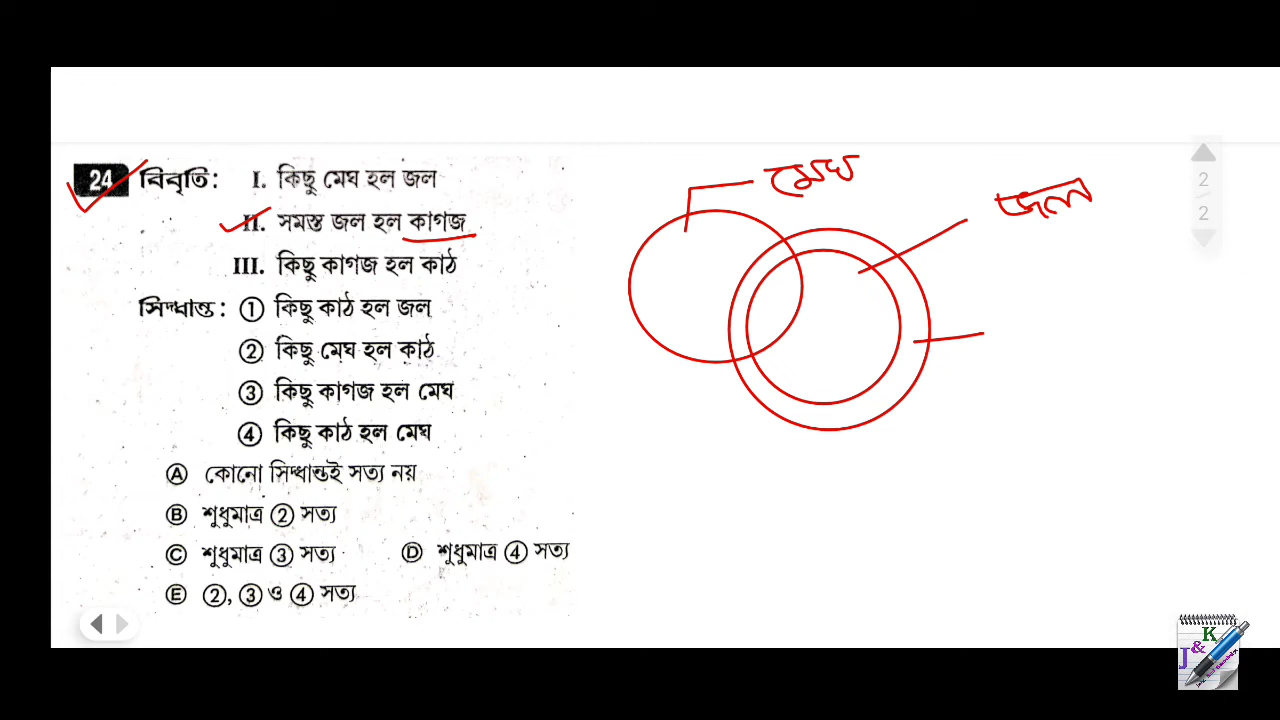 24 বিবৃতি : I. কিছু মেঘ হল জল
II. সমস্ত জল হল কাগজ
III. কিছু কাগজ হল কাঠ
সিদ্ধান্ত : ① কিছু কাঠ হল জল
② কিছু মেঘ হল কাঠ
③ কিছু কাগজ হল মেঘ
④ কিছু কাঠ হল মেঘ
Ⓐ কোনো সিদ্ধান্তই সত্য নয়
Ⓑ শুধুমাত্র ② সত্য
Ⓒ শুধুমাত্র ③ সত্য Ⓓ শুধুমাত্র ④ সত্য
Ⓔ ②, ③ ও ④ সত্য
মেঘ
জল
2
2
J & K